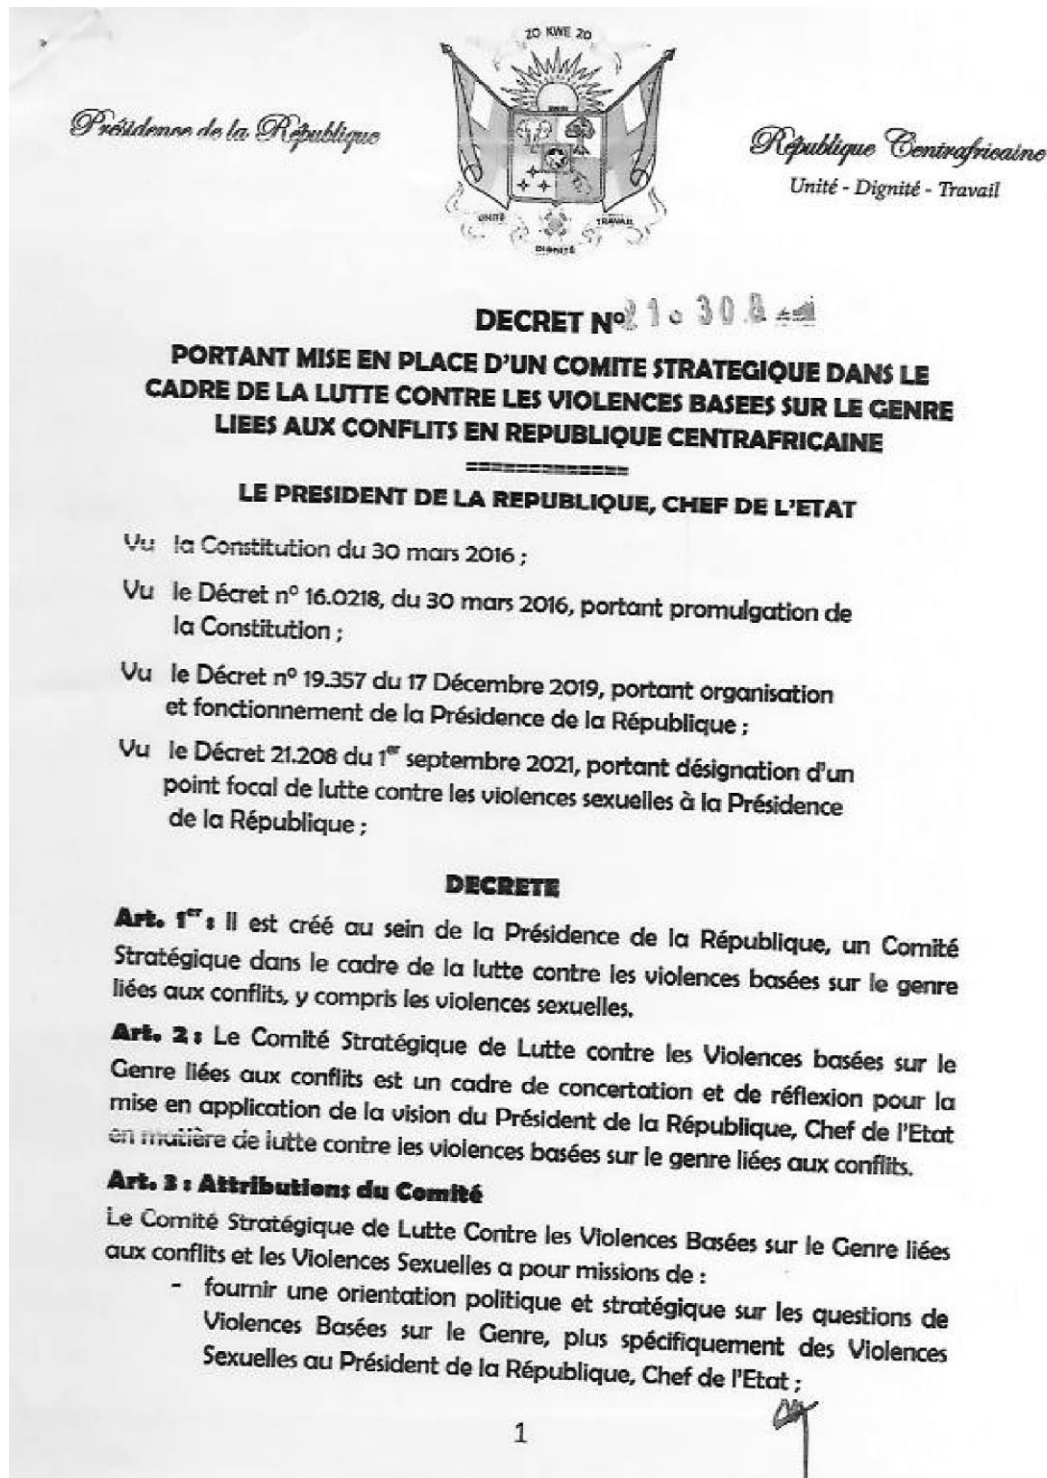 ZO KWE ZO
Présidence de la République
République Centrafricaine
Unité - Dignité - Travail
UNITÉ
TRAVAIL
DIGNITÉ
DECRET N° 21.308
PORTANT MISE EN PLACE D'UN COMITE STRATEGIQUE DANS LE
CADRE DE LA LUTTE CONTRE LES VIOLENCES BASEES SUR LE GENRE
LIEES AUX CONFLITS EN REPUBLIQUE CENTRAFRICAINE
=============
LE PRESIDENT DE LA REPUBLIQUE, CHEF DE L'ETAT
Vu la Constitution du 30 mars 2016 ;
Vu le Décret n° 16.0218, du 30 mars 2016, portant promulgation de
la Constitution ;
Vu le Décret n° 19.357 du 17 Décembre 2019, portant organisation
et fonctionnement de la Présidence de la République ;
Vu le Décret 21.208 du 1er septembre 2021, portant désignation d'un
point focal de lutte contre les violences sexuelles à la Présidence
de la République ;
DECRETE
Art. 1er : Il est créé au sein de la Présidence de la République, un Comité
Stratégique dans le cadre de la lutte contre les violences basées sur le genre
liées aux conflits, y compris les violences sexuelles.
Art. 2 : Le Comité Stratégique de Lutte contre les Violences basées sur le
Genre liées aux conflits est un cadre de concertation et de réflexion pour la
mise en application de la vision du Président de la République, Chef de l'Etat
en matière de lutte contre les violences basées sur le genre liées aux conflits.
Art. 3 : Attributions du Comité
Le Comité Stratégique de Lutte Contre les Violences Basées sur le Genre liées
aux conflits et les Violences Sexuelles a pour missions de :
- fournir une orientation politique et stratégique sur les questions de
Violences Basées sur le Genre, plus spécifiquement des Violences
Sexuelles au Président de la République, Chef de l'Etat ;
1